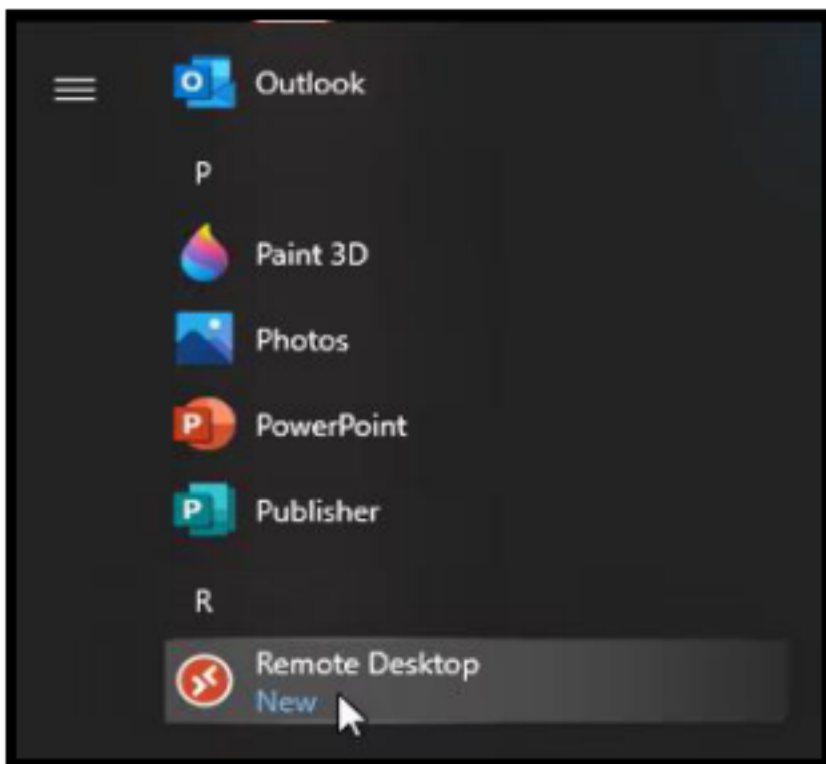 Outlook
P
Paint 3D
Photos
PowerPoint
Publisher
R
Remote Desktop
New